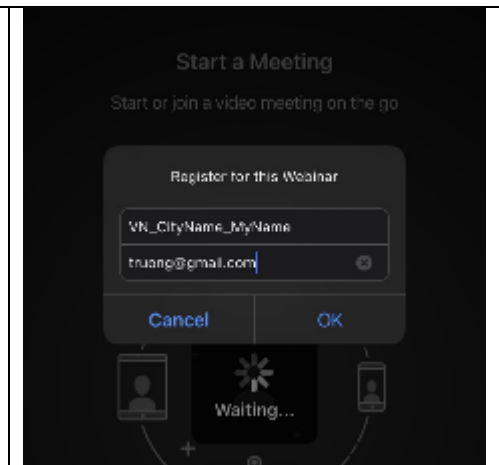 Start a Meeting
Start or join a video meeting on the go
Register for this Webinar
VN_CityName_MyName
truong@gmail.com
Cancel
OK
Waiting...